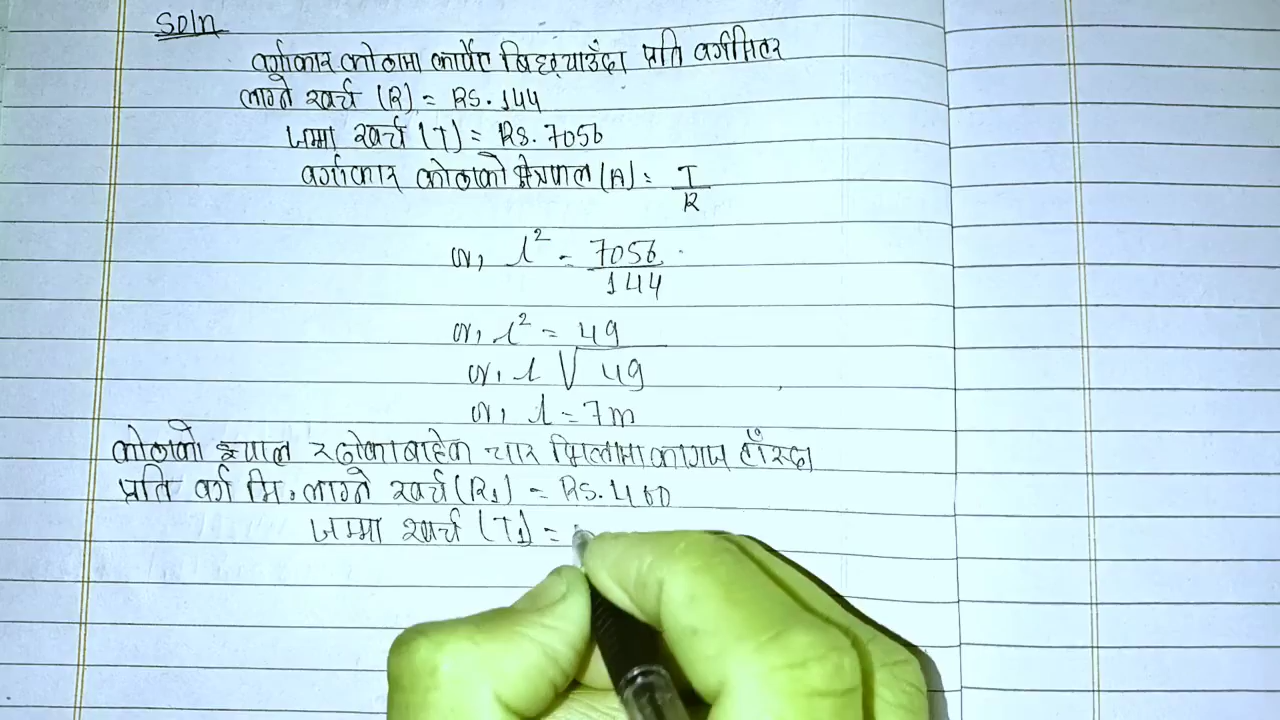 Soln
वर्गाकार कोठामा कार्पेट बिछ्याउँदा प्रति वर्गमिटर
लाग्ने खर्च (R) = RS. 144
जम्मा खर्च (T) = Rs. 7056
वर्गाकार कोठाको क्षेत्रफल (A) = T/R
or, l² = 7056/144
or, l² = 49
or, l √49
or, l = 7m
कोठाको झ्याल र ढोका बाहेक चार भित्तामा कागज टाँस्दा
प्रति वर्ग मि. लाग्ने खर्च (R₁) = RS. 400
जम्मा खर्च (T₁) =